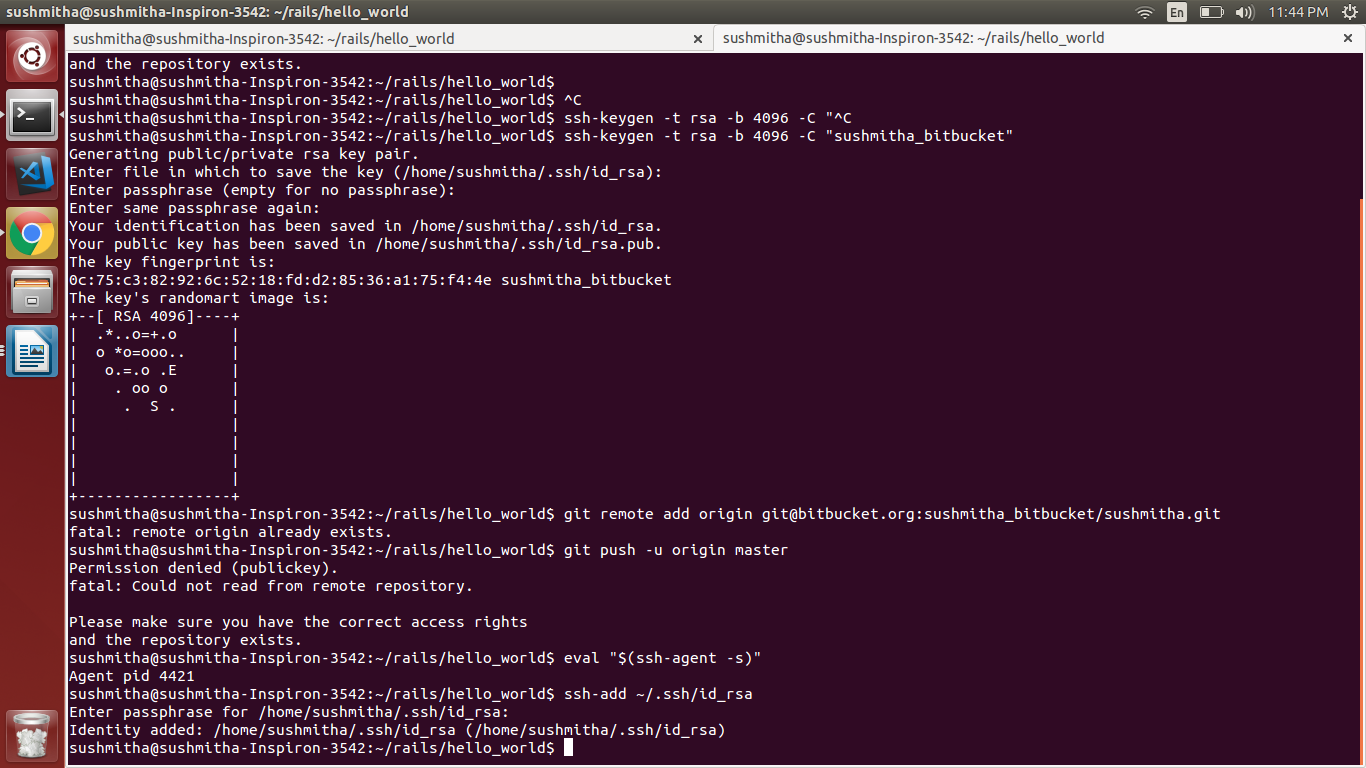 sushmitha@sushmitha-Inspiron-3542: ~/rails/hello_world
En
11:44 PM
sushmitha@sushmitha-Inspiron-3542: ~/rails/hello_world
sushmitha@sushmitha-Inspiron-3542: ~/rails/hello_world
and the repository exists.
sushmitha@sushmitha-Inspiron-3542:~/rails/hello_world$
sushmitha@sushmitha-Inspiron-3542:~/rails/hello_world$ ^C
sushmitha@sushmitha-Inspiron-3542:~/rails/hello_world$ ssh-keygen -t rsa -b 4096 -C "^C
sushmitha@sushmitha-Inspiron-3542:~/rails/hello_world$ ssh-keygen -t rsa -b 4096 -C "sushmitha_bitbucket"
Generating public/private rsa key pair.
Enter file in which to save the key (/home/sushmitha/.ssh/id_rsa):
Enter passphrase (empty for no passphrase):
Enter same passphrase again:
Your identification has been saved in /home/sushmitha/.ssh/id_rsa.
Your public key has been saved in /home/sushmitha/.ssh/id_rsa.pub.
The key fingerprint is:
0c:75:c3:82:92:6c:52:18:fd:d2:85:36:a1:75:f4:4e sushmitha_bitbucket
The key's randomart image is:
+--[ RSA 4096]----+
|  .*..o=+.o      |
|  o *o=ooo..     |
|   o.=.o .E      |
|    . oo o       |
|     .  S .      |
|                 |
|                 |
|                 |
|                 |
+-----------------+
sushmitha@sushmitha-Inspiron-3542:~/rails/hello_world$ git remote add origin git@bitbucket.org:sushmitha_bitbucket/sushmitha.git
fatal: remote origin already exists.
sushmitha@sushmitha-Inspiron-3542:~/rails/hello_world$ git push -u origin master
Permission denied (publickey).
fatal: Could not read from remote repository.

Please make sure you have the correct access rights
and the repository exists.
sushmitha@sushmitha-Inspiron-3542:~/rails/hello_world$ eval "$(ssh-agent -s)"
Agent pid 4421
sushmitha@sushmitha-Inspiron-3542:~/rails/hello_world$ ssh-add ~/.ssh/id_rsa
Enter passphrase for /home/sushmitha/.ssh/id_rsa:
Identity added: /home/sushmitha/.ssh/id_rsa (/home/sushmitha/.ssh/id_rsa)
sushmitha@sushmitha-Inspiron-3542:~/rails/hello_world$